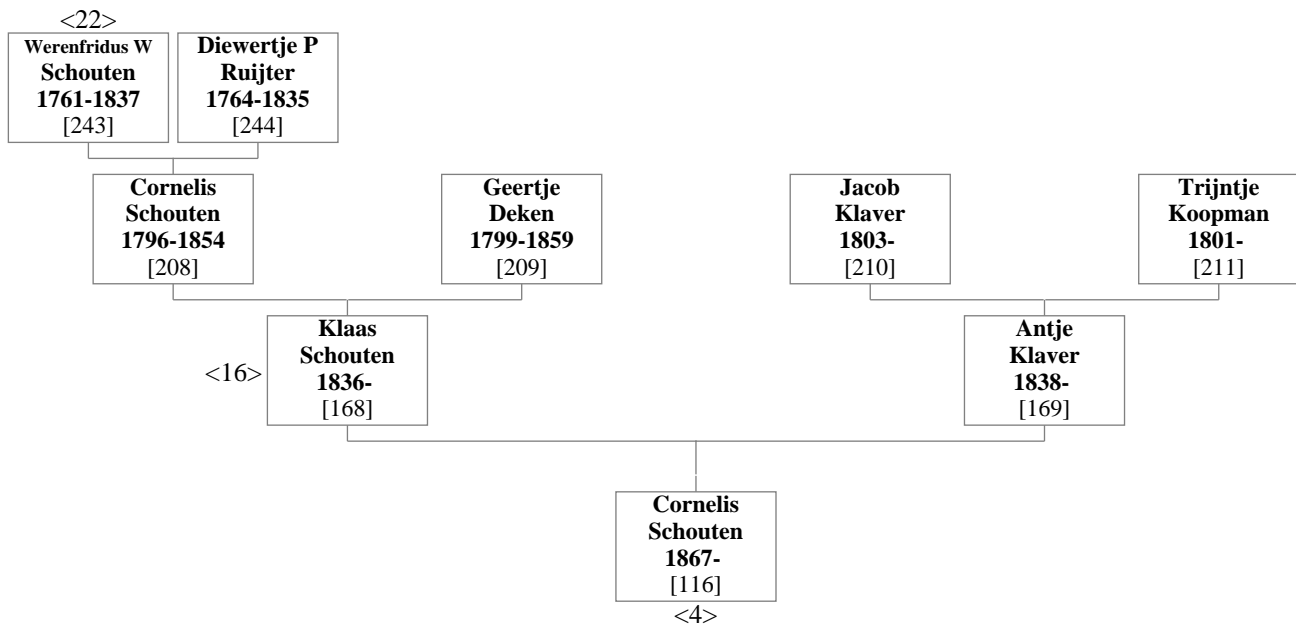 <22>
Werenfridus W
Schouten
1761-1837
[243]
Diewertje P
Ruijter
1764-1835
[244]
Cornelis
Schouten
1796-1854
[208]
Geertje
Deken
1799-1859
[209]
Jacob
Klaver
1803-
[210]
Trijntje
Koopman
1801-
[211]
<16>
Klaas
Schouten
1836-
[168]
Antje
Klaver
1838-
[169]
Cornelis
Schouten
1867-
[116]
<4>